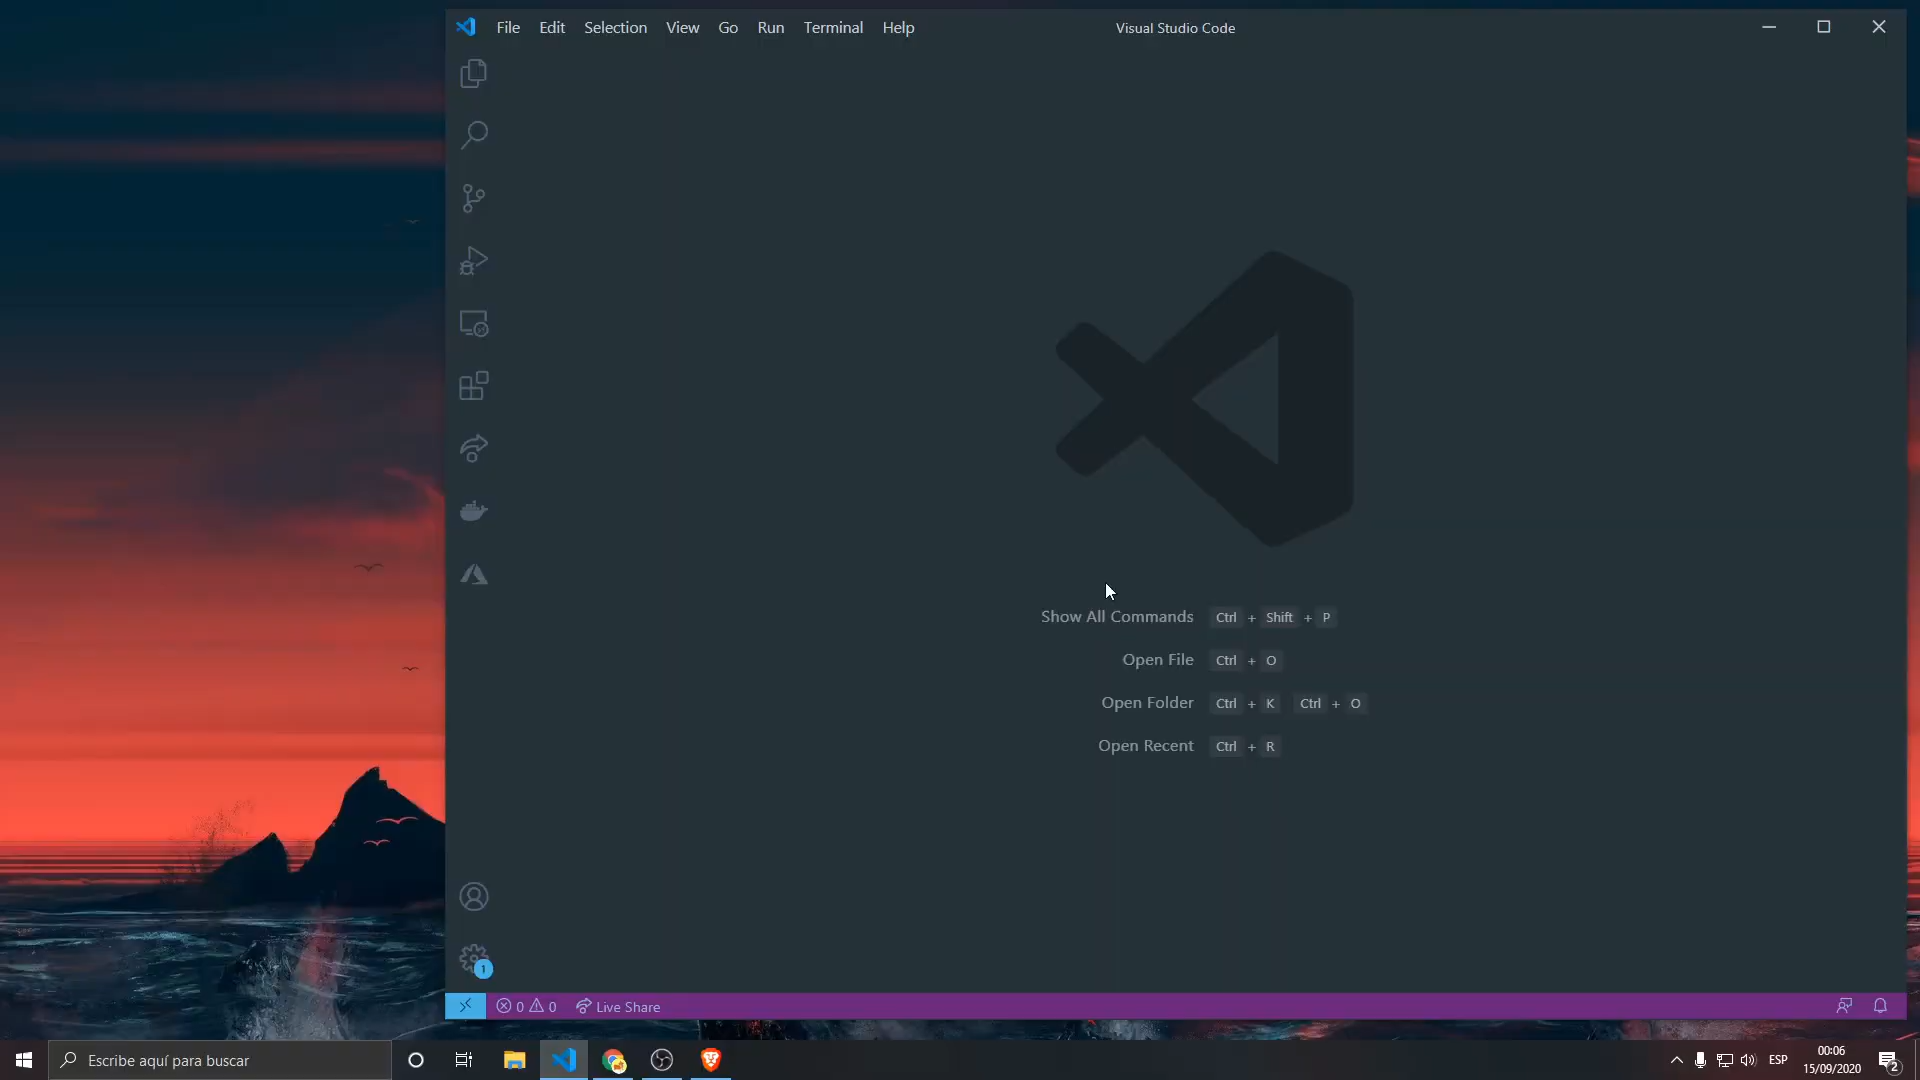 File Edit Selection View Go Run Terminal Help Visual Studio Code
Show All Commands Ctrl + Shift + P
Open File Ctrl + O
Open Folder Ctrl + K Ctrl + O
Open Recent Ctrl + R
1
0 0 Live Share
Escribe aquí para buscar
ESP
00:06
15/09/2020
2